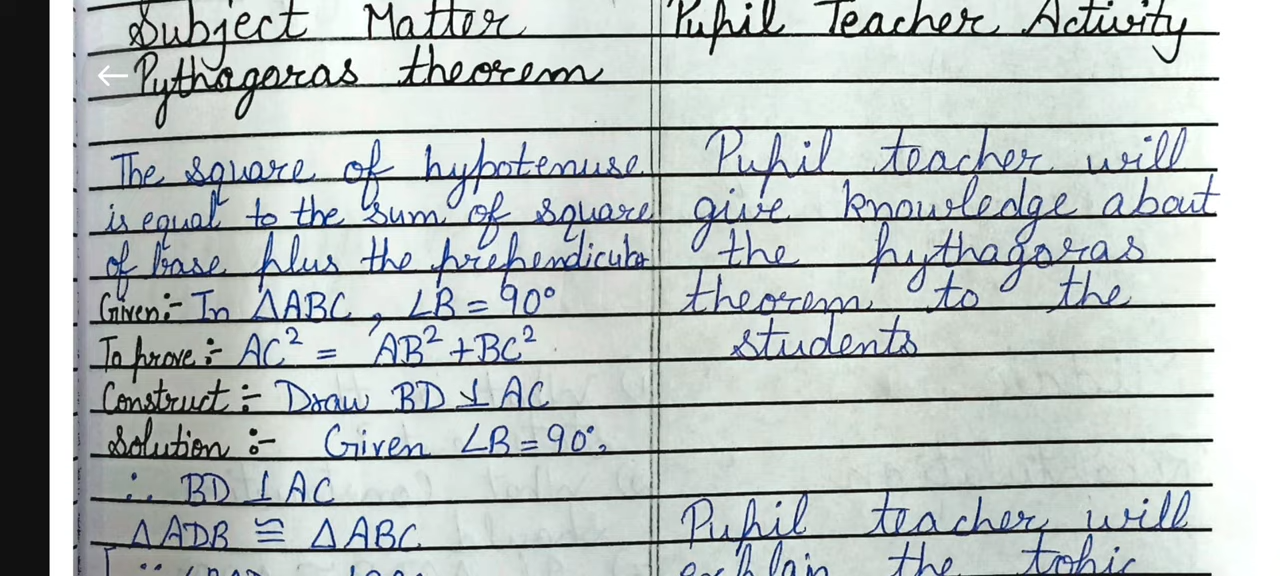 Subject Matter
Pythagoras theorem
The square of hypotenuse
is equal to the sum of square
of base plus the prependicular
Given:- In △ABC, ∠B = 90°
To prove:- AC² = AB² + BC²
Construct:- Draw BD ⊥ AC
Solution:- Given ∠B = 90°,
∴ BD ⊥ AC
△ADB ≅ △ABC
Pupil Teacher Activity
Pupil teacher will
give knowledge about
the pythagoras
theorem to the
students
Pupil teacher will
explain the topic